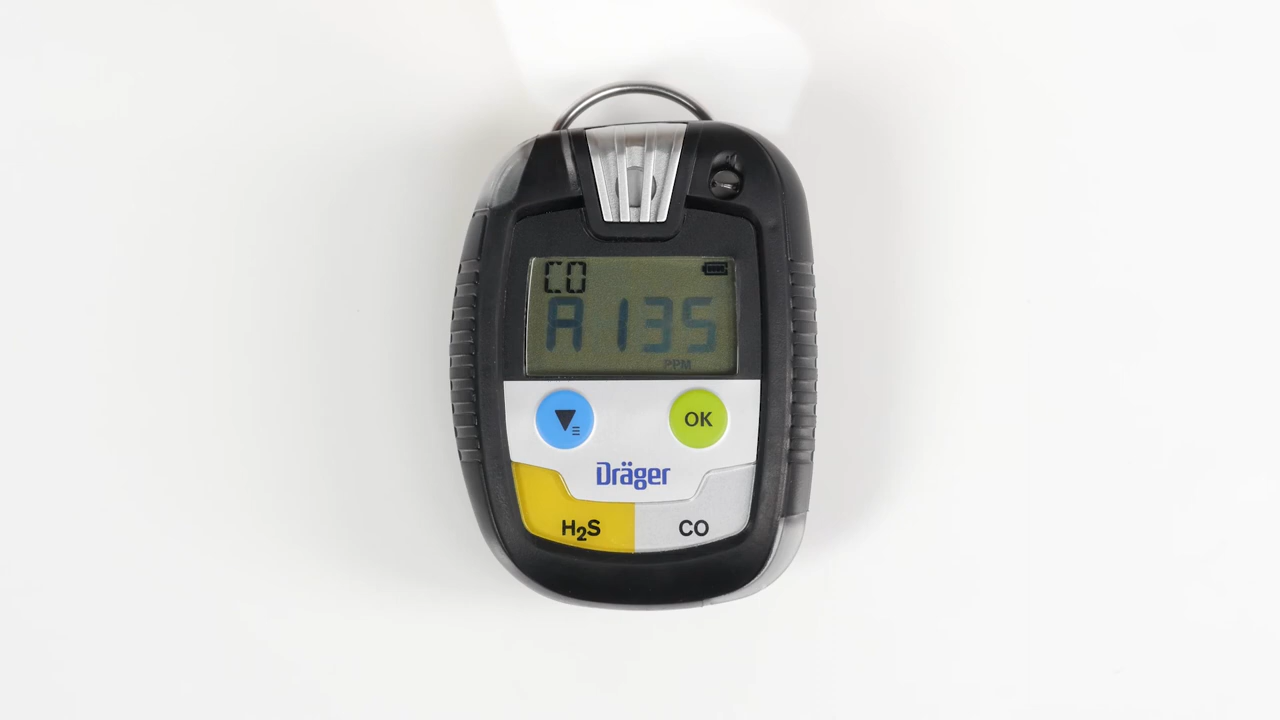 CO
A 135
PPM
OK
Dräger
H₂S
CO